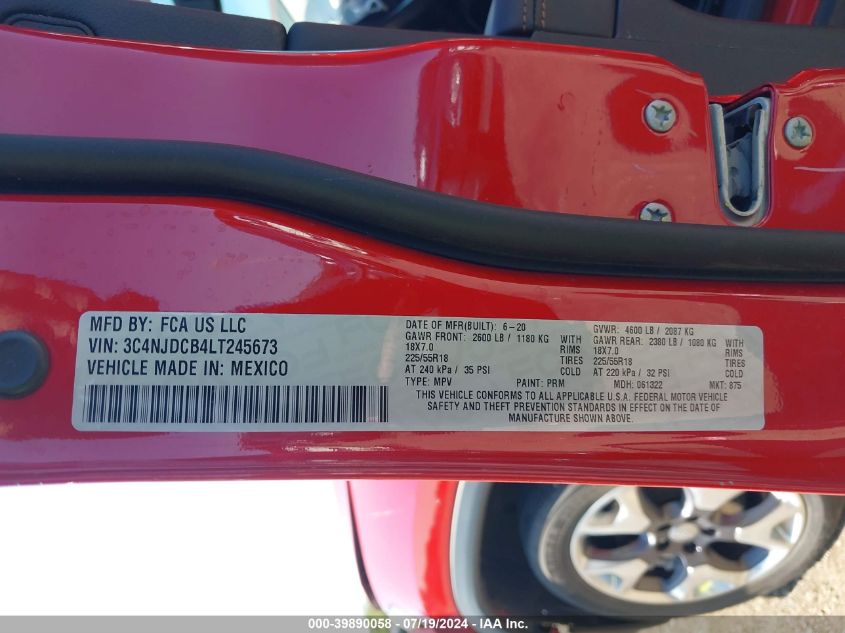 MFD BY: FCA US LLC
VIN: 3C4NJDCB4LT245673
VEHICLE MADE IN: MEXICO
DATE OF MFR(BUILT): 6-20
GAWR FRONT: 2600 LB / 1180 KG
18X7.0 WITH
225/55R18 TIRES
AT 240 kPa / 35 PSI COLD
TYPE: MPV PAINT: PRM
GVWR: 4600 LB / 2087 KG
GAWR REAR: 2380 LB / 1080 KG
18X7.0 WITH
225/55R18 TIRES
AT 220 kPa / 32 PSI COLD
MDH: 061322 MKT: 875
THIS VEHICLE CONFORMS TO ALL APPLICABLE U.S.A. FEDERAL MOTOR VEHICLE
SAFETY AND THEFT PREVENTION STANDARDS IN EFFECT ON THE DATE OF
MANUFACTURE SHOWN ABOVE.
000-39890058 - 07/19/2024 - 1695 -